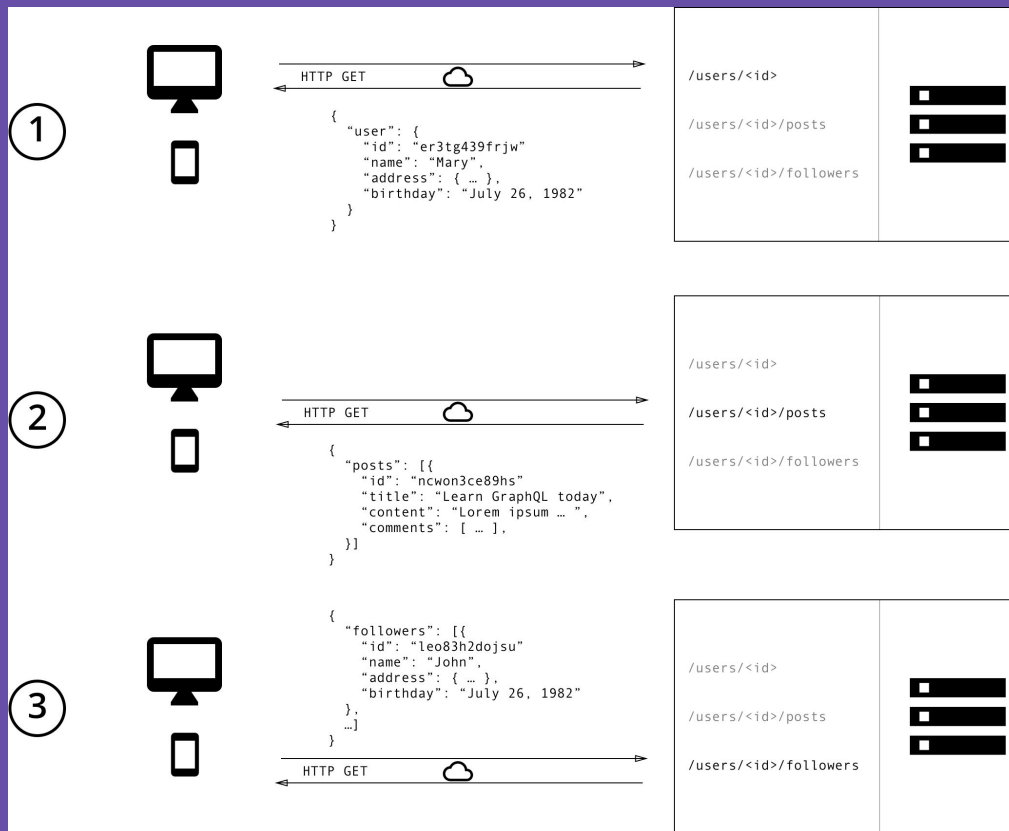 1
HTTP GET
{
"user": {
"id": "er3tg439frjw"
"name": “Mary”,
"address": { … },
“birthday”: “July 26, 1982”
}
}
/users/<id>
/users/<id>/posts
/users/<id>/followers
2
HTTP GET
{
“posts”: [{
“id”: “ncwon3ce89hs”
“title”: “Learn GraphQL today”,
“content”: “Lorem ipsum … ”,
“comments”: [ … ],
}]
}
/users/<id>
/users/<id>/posts
/users/<id>/followers
3
{
“followers”: [{
“id”: “leo83h2dojsu”
“name”: “John”,
“address”: { … },
“birthday”: “July 26, 1982”
},
…]
}
HTTP GET
/users/<id>
/users/<id>/posts
/users/<id>/followers